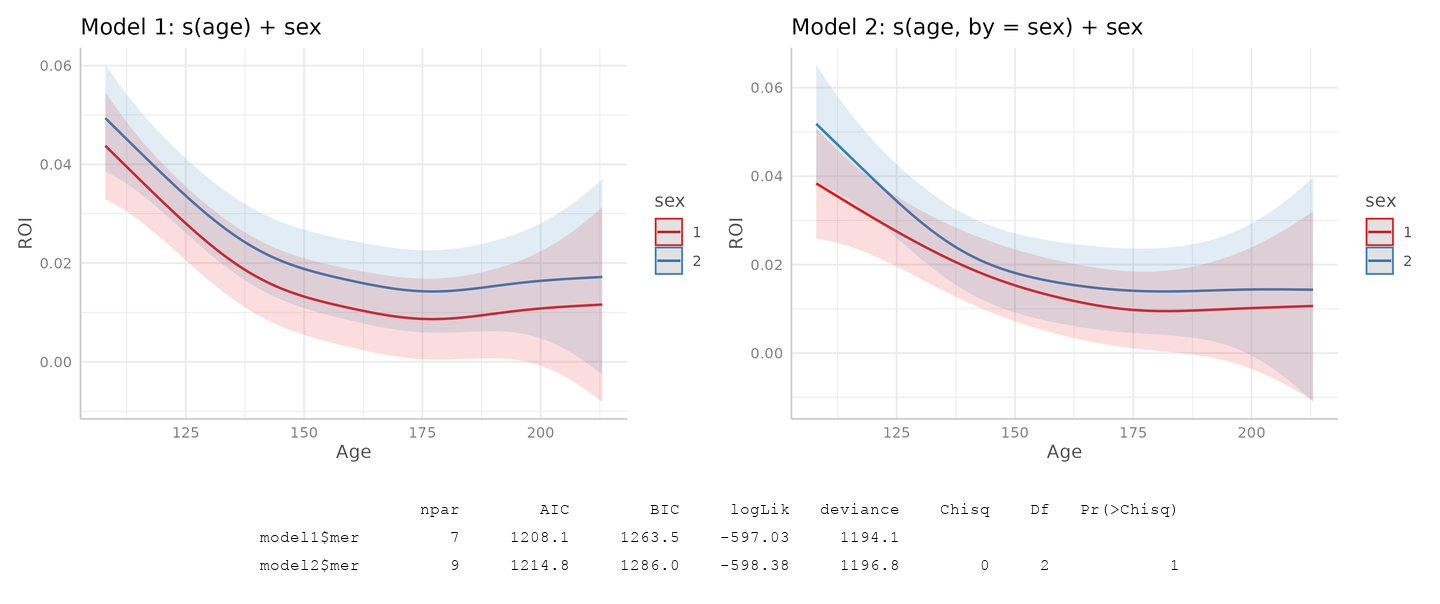 Model 1: s(age) + sex
0.06
0.04
0.02
0.00
ROI
125 150 175 200
Age
sex
1
2
Model 2: s(age, by = sex) + sex
0.06
0.04
0.02
0.00
ROI
125 150 175 200
Age
sex
1
2
npar AIC BIC logLik deviance Chisq Df Pr(>Chisq)
model1$mer 7 1208.1 1263.5 -597.03 1194.1
model2$mer 9 1214.8 1286.0 -598.38 1196.8 0 2 1